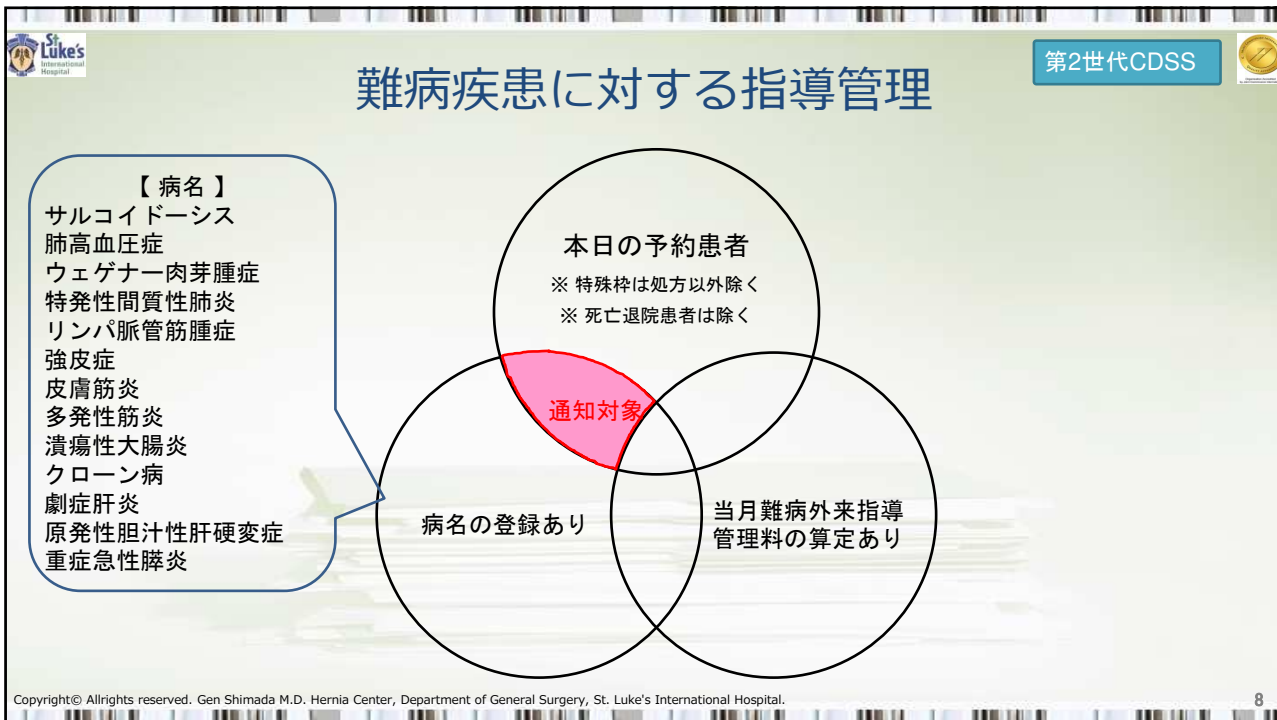 St.
Luke's
International
Hospital
第2世代CDSS
難病疾患に対する指導管理
【 病名 】
サルコイドーシス
肺高血圧症
ウェゲナー肉芽腫症
特発性間質性肺炎
リンパ脈管筋腫症
強皮症
皮膚筋炎
多発性筋炎
潰瘍性大腸炎
クローン病
劇症肝炎
原発性胆汁性肝硬変症
重症急性膵炎
本日の予約患者
※ 特殊枠は処方以外除く
※ 死亡退院患者は除く
通知対象
病名の登録あり
当月難病外来指導
管理料の算定あり
Copyright© Allrights reserved. Gen Shimada M.D. Hernia Center, Department of General Surgery, St. Luke's International Hospital.
8